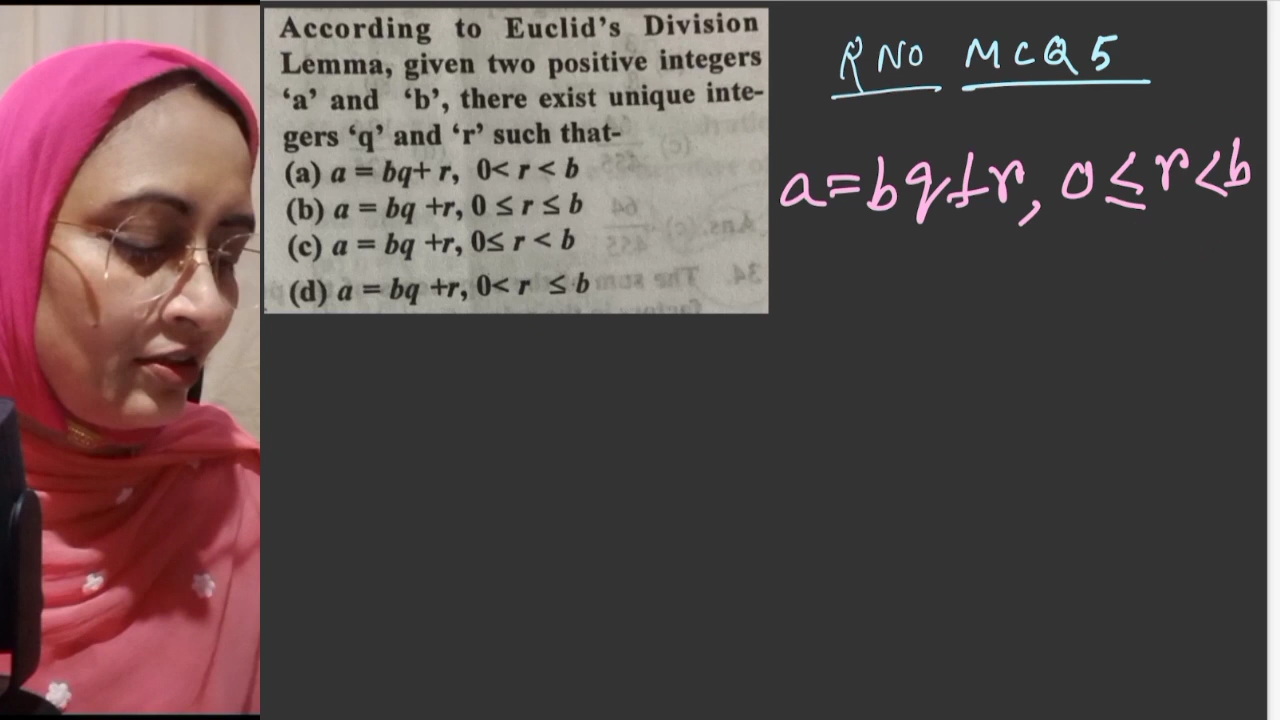 According to Euclid's Division
Lemma, given two positive integers
'a' and 'b', there exist unique inte-
gers 'q' and 'r' such that-
(a) a = bq+ r, 0< r < b
(b) a = bq +r, 0 ≤ r ≤ b
(c) a = bq +r, 0≤ r < b
(d) a = bq +r, 0< r ≤ b
R No MCQ 5
a=bq+r, 0≤r<b